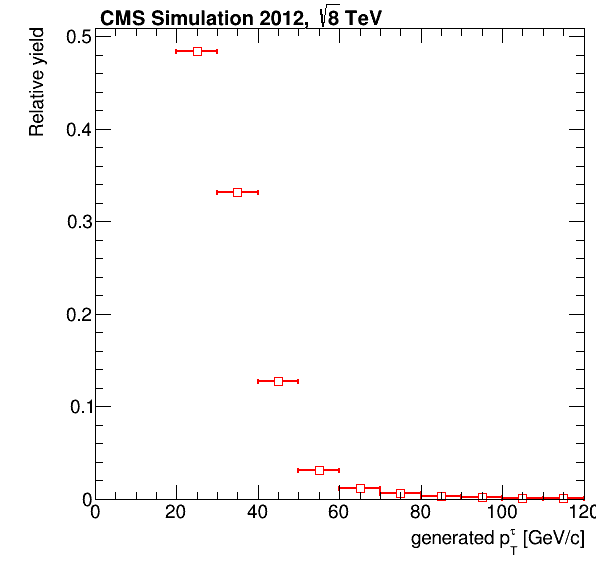 CMS Simulation 2012, √8 TeV
Relative yield
0.5
0.4
0.3
0.2
0.1
0
0 20 40 60 80 100 120
generated p_T^τ [GeV/c]